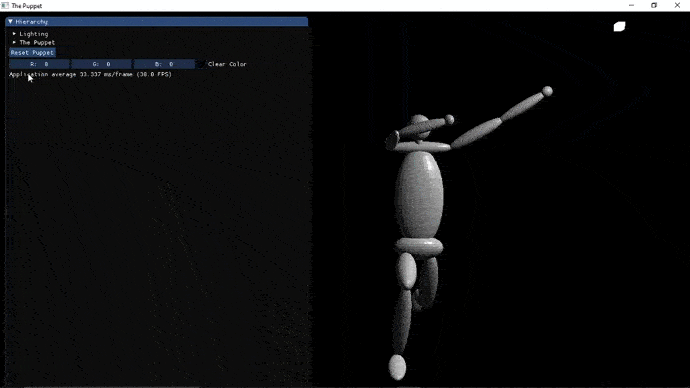 The Puppet
Hierarchy
Lighting
The Puppet
Reset Puppet
R: 0 G: 0 B: 0 Clear Color
Application average 33.337 ms/frame (30.0 FPS)